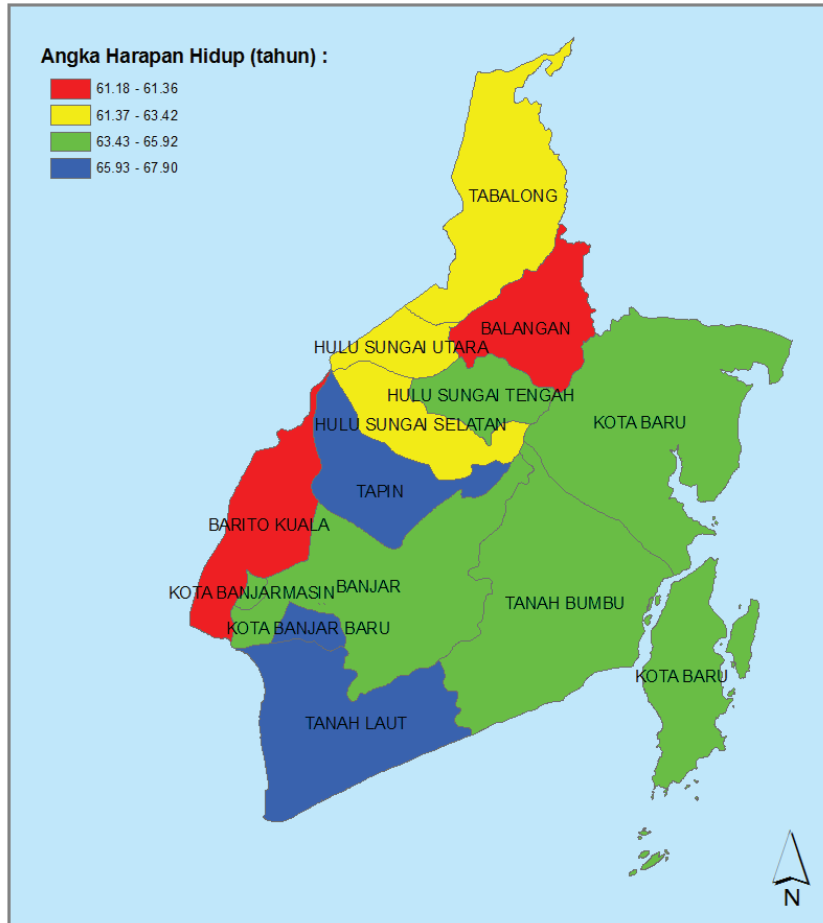 Angka Harapan Hidup (tahun) :
61.18 - 61.36
61.37 - 63.42
63.43 - 65.92
65.93 - 67.90
TABALONG
BALANGAN
HULU SUNGAI UTARA
HULU SUNGAI TENGAH
KOTA BARU
HULU SUNGAI SELATAN
TAPIN
BARITO KUALA
KOTA BANJARMASIN
BANJAR
TANAH BUMBU
KOTA BANJAR BARU
KOTA BARU
TANAH LAUT
N